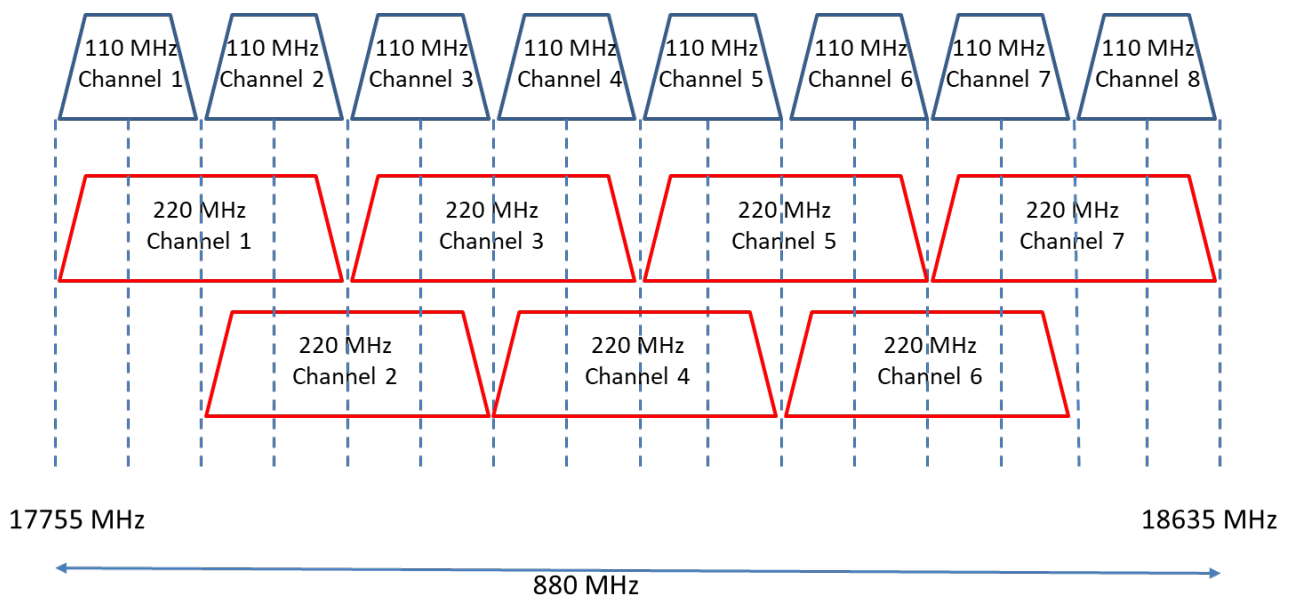 110 MHz
Channel 1
110 MHz
Channel 2
110 MHz
Channel 3
110 MHz
Channel 4
110 MHz
Channel 5
110 MHz
Channel 6
110 MHz
Channel 7
110 MHz
Channel 8
220 MHz
Channel 1
220 MHz
Channel 3
220 MHz
Channel 5
220 MHz
Channel 7
220 MHz
Channel 2
220 MHz
Channel 4
220 MHz
Channel 6
17755 MHz
18635 MHz
880 MHz